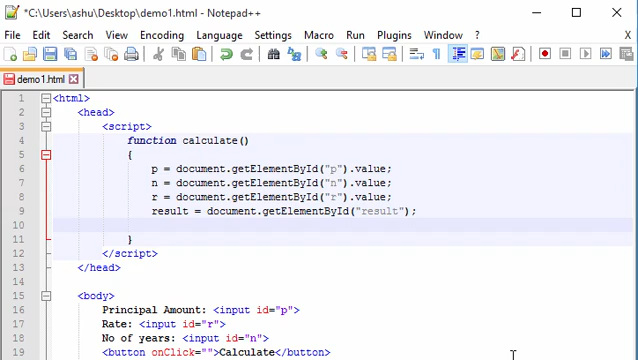 *C:\Users\ashu\Desktop\demo1.html - Notepad++
File Edit Search View Encoding Language Settings Macro Run Plugins Window ? X
demo1.html
1 <html>
2 <head>
3 <script>
4 function calculate()
5 {
6 p = document.getElementById("p").value;
7 n = document.getElementById("n").value;
8 r = document.getElementById("r").value;
9 result = document.getElementById("result");
10
11 }
12 </script>
13 </head>
14
15 <body>
16 Principal Amount: <input id="p">
17 Rate: <input id="r">
18 No of years: <input id="n">
19 <button onClick="">Calculate</button>